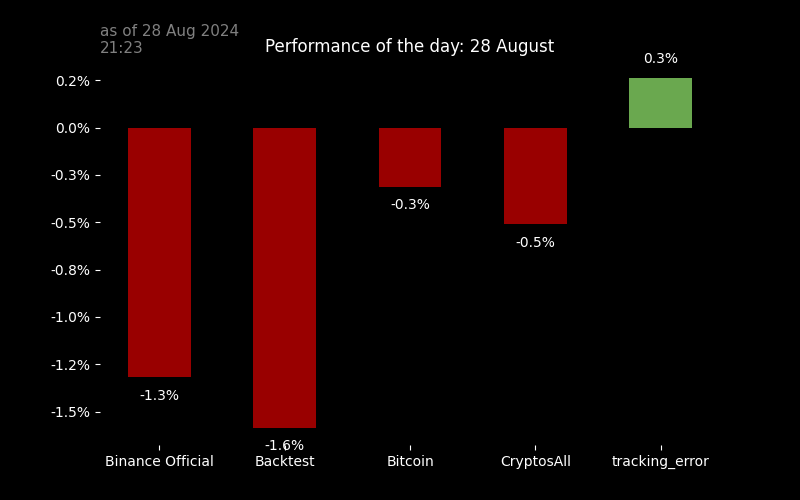 as of 28 Aug 2024
21:23
Performance of the day: 28 August
0.3%
0.2%
0.0%
-0.3%
-0.5%
-0.8%
-1.0%
-1.2%
-1.5%
-0.3%
-0.5%
-1.3%
-1.6%
Binance Official
Backtest
Bitcoin
CryptosAll
tracking_error